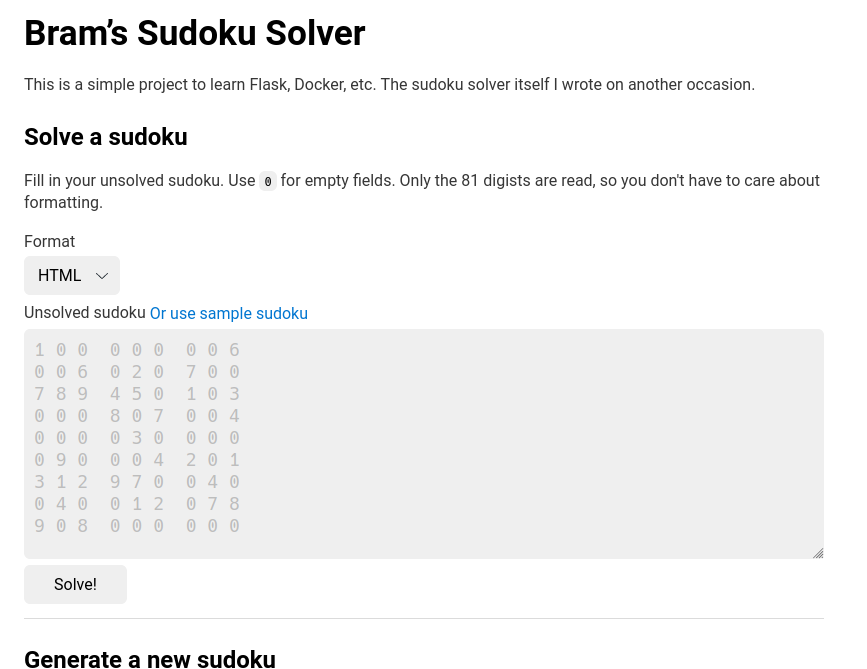 Bram’s Sudoku Solver
This is a simple project to learn Flask, Docker, etc. The sudoku solver itself I wrote on another occasion.
Solve a sudoku
Fill in your unsolved sudoku. Use 0 for empty fields. Only the 81 digists are read, so you don't have to care about
formatting.
Format
HTML
Unsolved sudoku Or use sample sudoku
1 0 0  0 0 0  0 0 6
0 0 6  0 2 0  7 0 0
7 8 9  4 5 0  1 0 3
0 0 0  8 0 7  0 0 4
0 0 0  0 3 0  0 0 0
0 9 0  0 0 4  2 0 1
3 1 2  9 7 0  0 4 0
0 4 0  0 1 2  0 7 8
9 0 8  0 0 0  0 0 0
Solve!
Generate a new sudoku